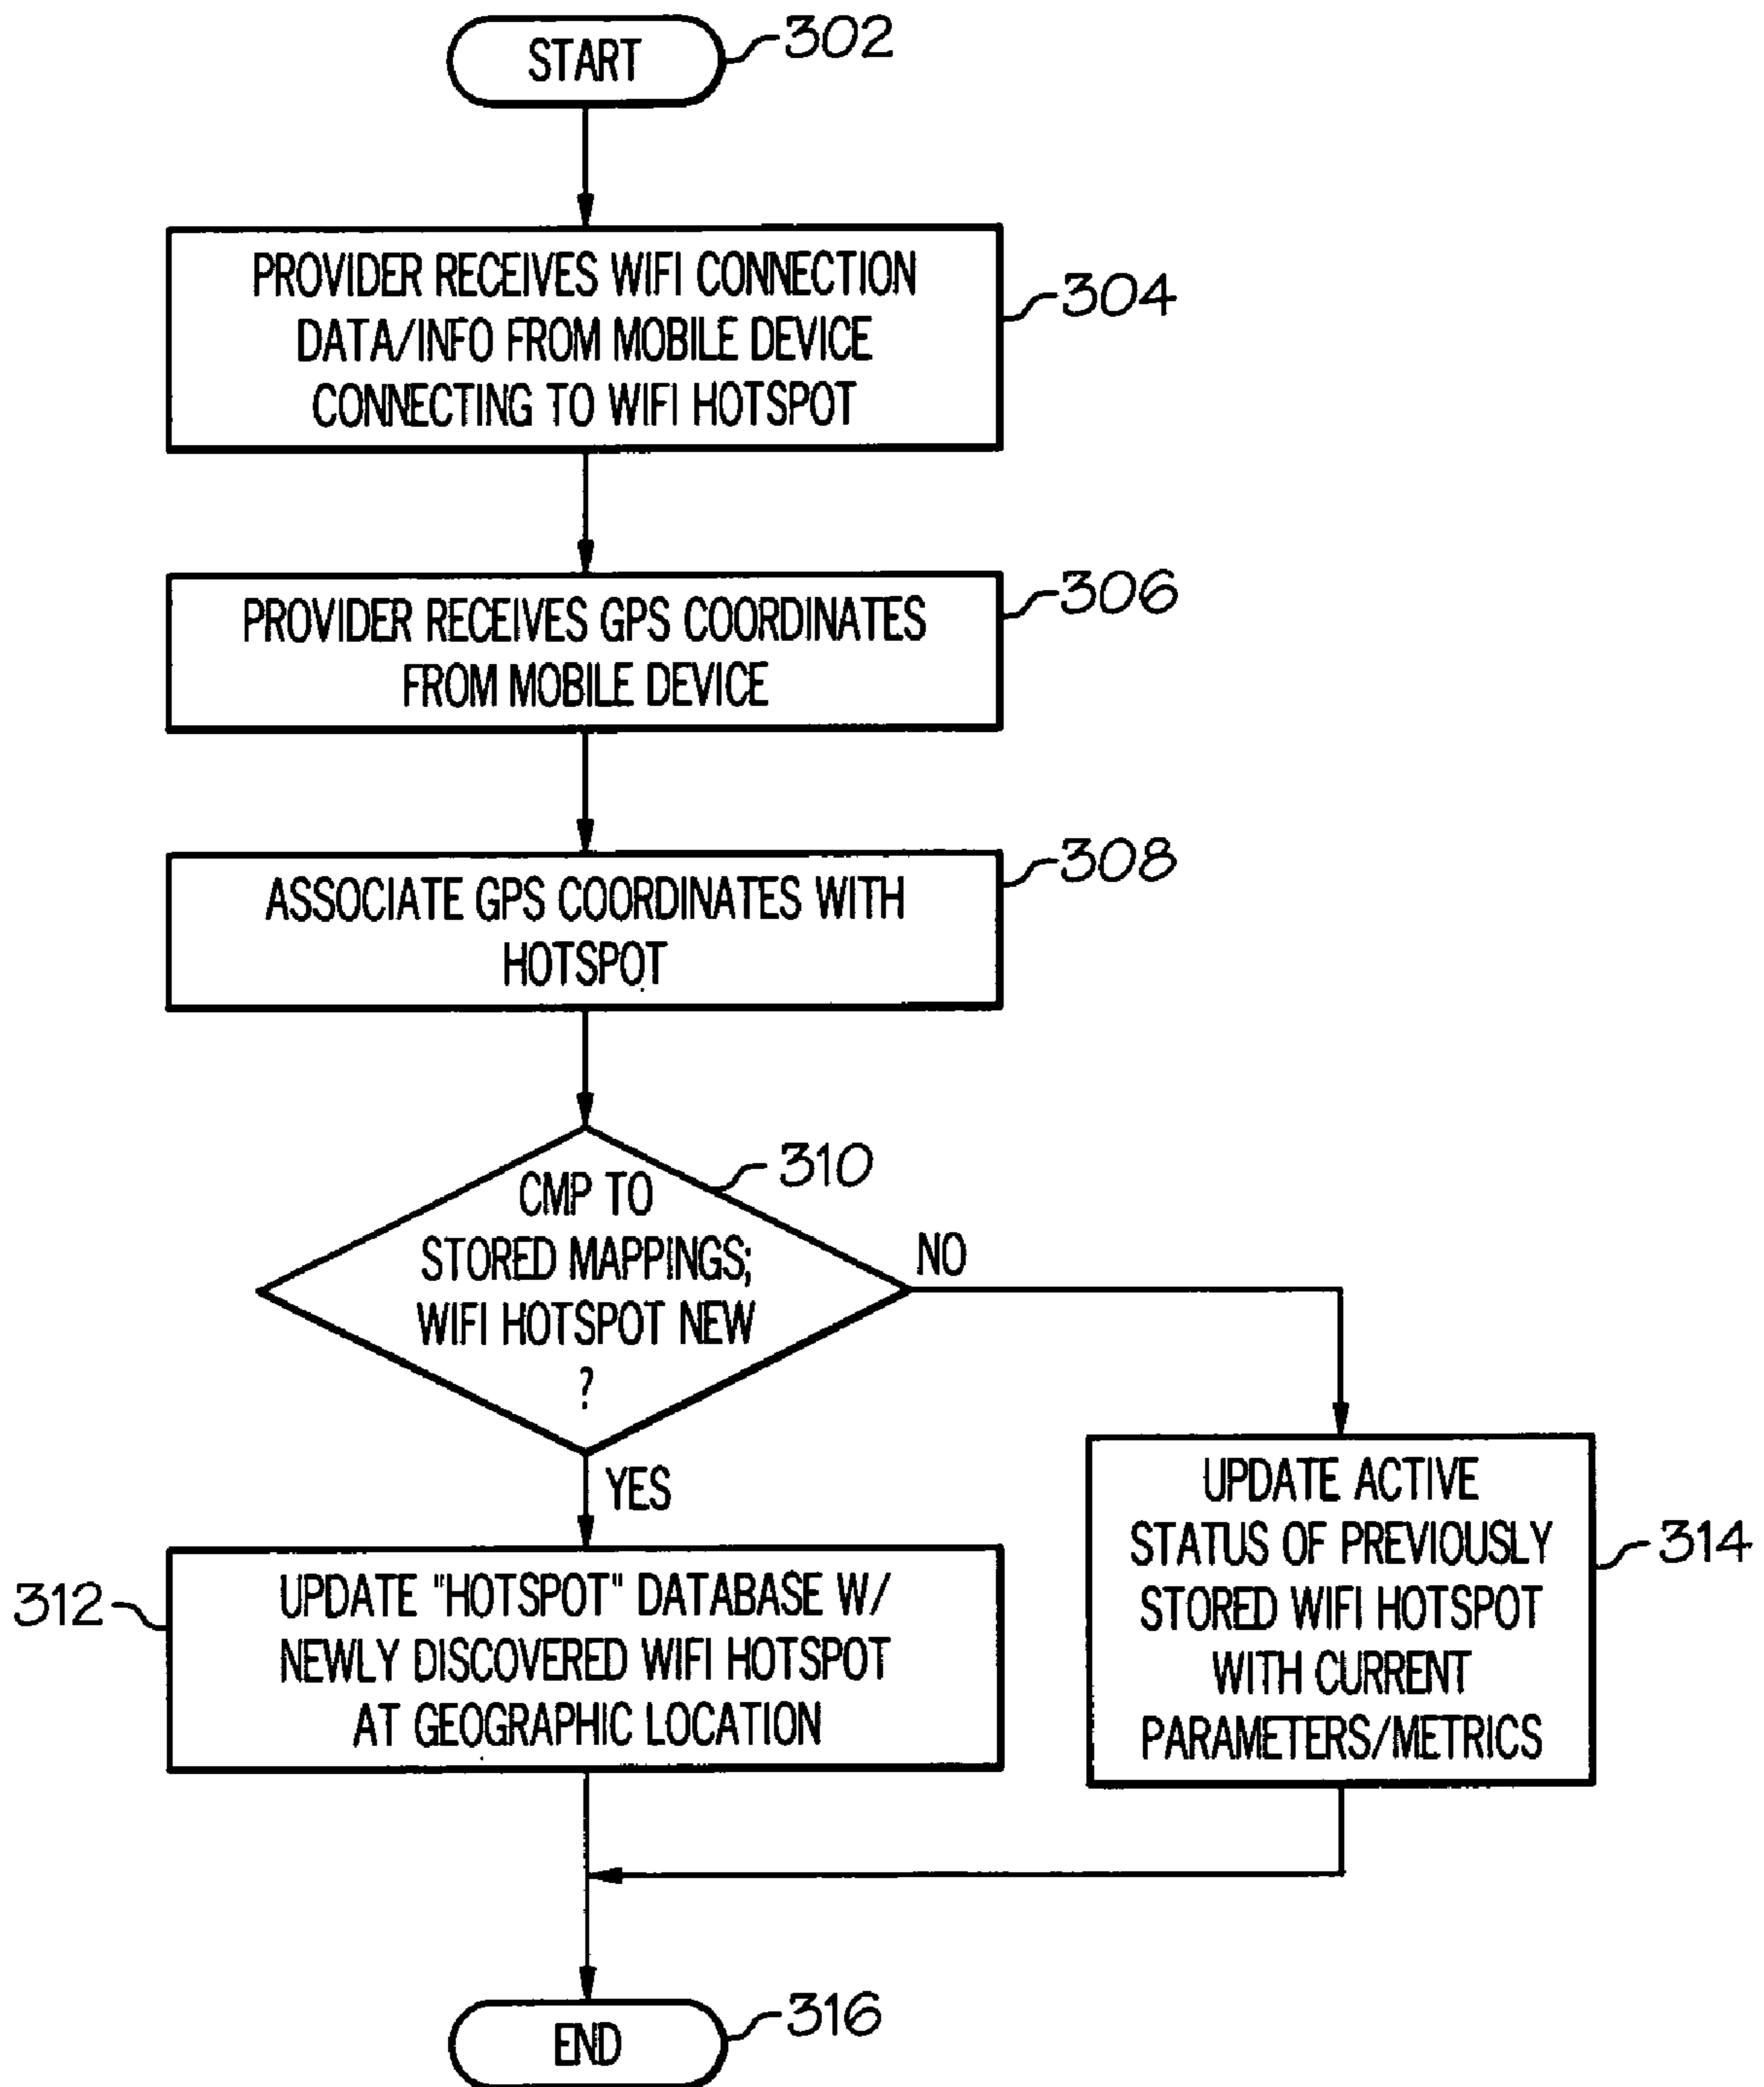 START
302
PROVIDER RECEIVES WIFI CONNECTION
DATA/INFO FROM MOBILE DEVICE
CONNECTING TO WIFI HOTSPOT
304
PROVIDER RECEIVES GPS COORDINATES
FROM MOBILE DEVICE
306
ASSOCIATE GPS COORDINATES WITH
HOTSPOT
308
CMP TO
STORED MAPPINGS;
WIFI HOTSPOT NEW
?
310
NO
YES
UPDATE "HOTSPOT" DATABASE W/
NEWLY DISCOVERED WIFI HOTSPOT
AT GEOGRAPHIC LOCATION
312
UPDATE ACTIVE
STATUS OF PREVIOUSLY
STORED WIFI HOTSPOT
WITH CURRENT
PARAMETERS/METRICS
314
END
316